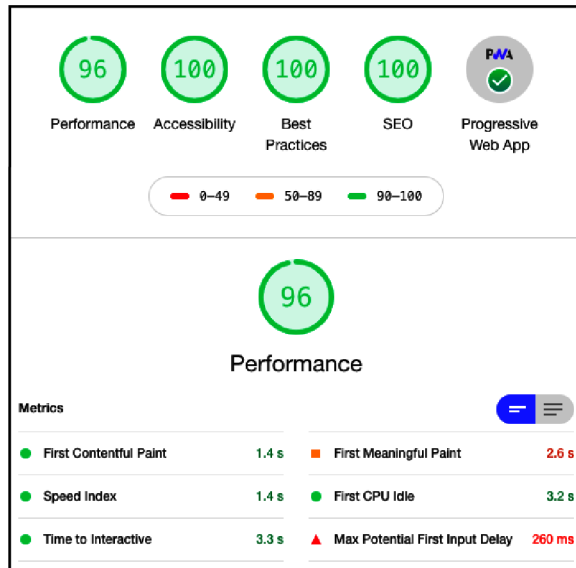 96 100 100 100 PWA
Performance Accessibility Best Practices SEO Progressive Web App
0–49 50–89 90–100
96
Performance
Metrics
First Contentful Paint 1.4 s
First Meaningful Paint 2.6 s
Speed Index 1.4 s
First CPU Idle 3.2 s
Time to Interactive 3.3 s
Max Potential First Input Delay 260 ms